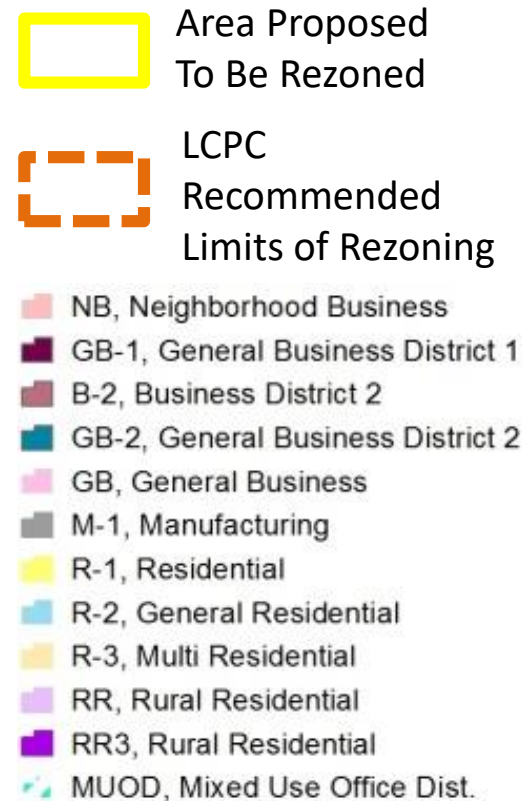 Area Proposed
To Be Rezoned
LCPC
Recommended
Limits of Rezoning
NB, Neighborhood Business
GB-1, General Business District 1
B-2, Business District 2
GB-2, General Business District 2
GB, General Business
M-1, Manufacturing
R-1, Residential
R-2, General Residential
R-3, Multi Residential
RR, Rural Residential
RR3, Rural Residential
MUOD, Mixed Use Office Dist.